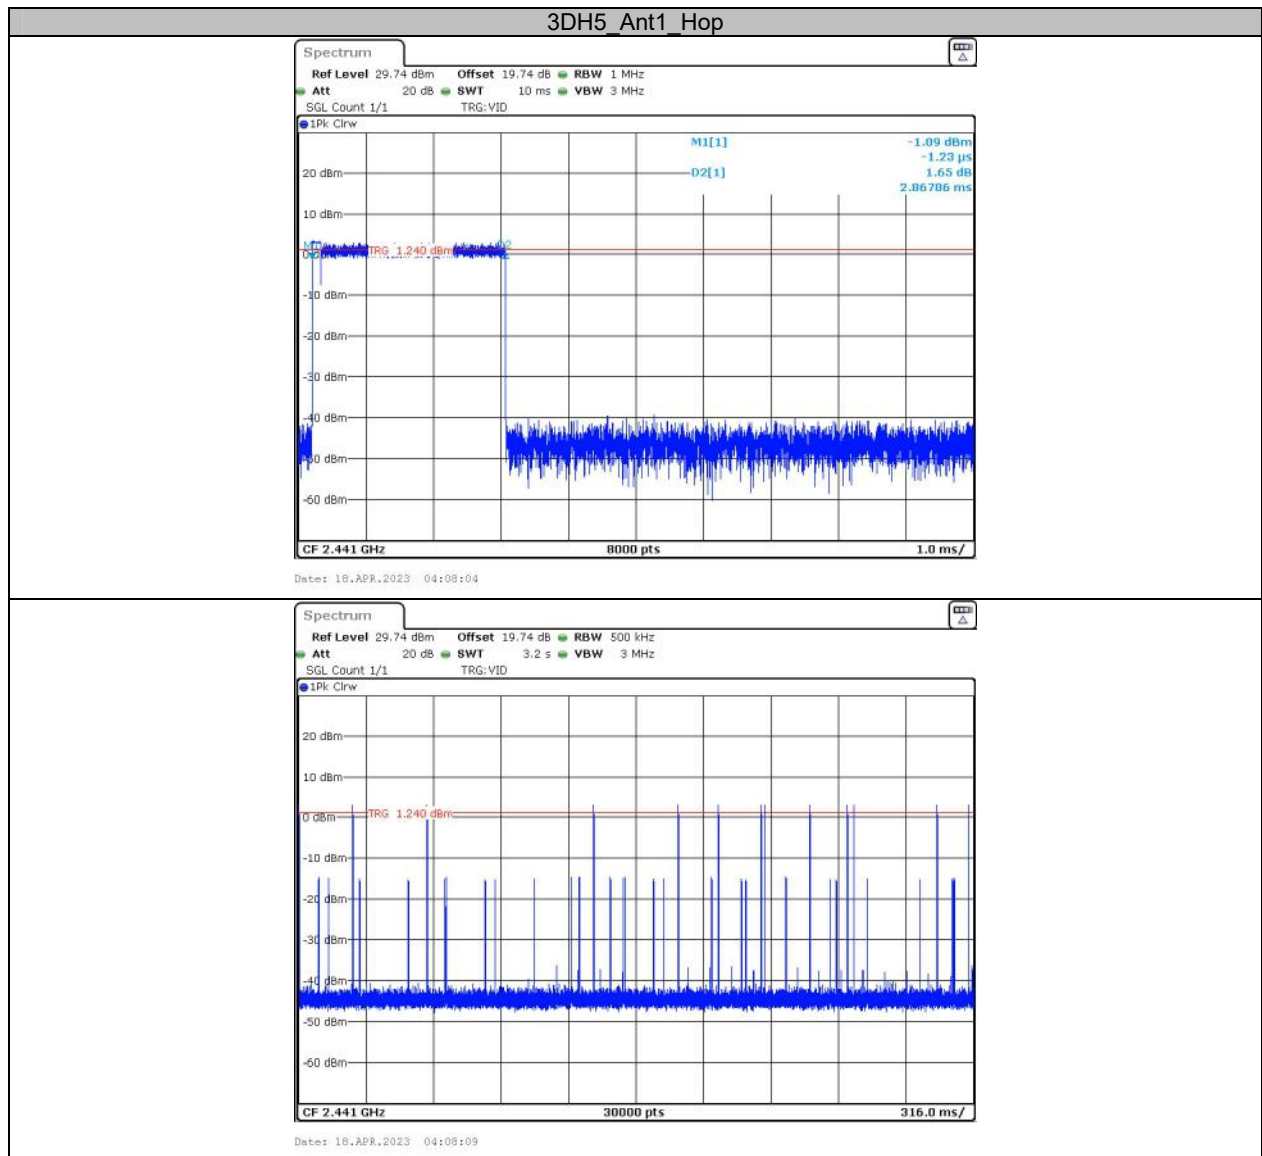 3DH5_Ant1_Hop
Spectrum
Ref Level 29.74 dBm Offset 19.74 dB RBW 1 MHz
Att 20 dB SWT 10 ms VBW 3 MHz
SGL Count 1/1 TRG:VID
1Pk Clrw
M1[1] -1.09 dBm
-1.23 µs
20 dBm D2[1] 1.65 dB
2.86786 ms
10 dBm
D2
0 dBm TRG 1.240 dBm
-10 dBm
-20 dBm
-30 dBm
-40 dBm
-50 dBm
-60 dBm
CF 2.441 GHz 8000 pts 1.0 ms/
Date: 18.APR.2023 04:08:04
Spectrum
Ref Level 29.74 dBm Offset 19.74 dB RBW 500 kHz
Att 20 dB SWT 3.2 s VBW 3 MHz
SGL Count 1/1 TRG:VID
1Pk Clrw
20 dBm
10 dBm
0 dBm TRG 1.240 dBm
-10 dBm
-20 dBm
-30 dBm
-40 dBm
-50 dBm
-60 dBm
CF 2.441 GHz 30000 pts 316.0 ms/
Date: 18.APR.2023 04:08:09